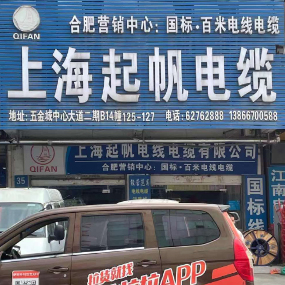 QIFAN
合肥营销中心：国标·百米电线电缆
上海起帆电缆
地址：五金城中心大道二期B14幢125-127 电话：62762888 13866700588
上海起帆电线电缆有限公司
QIFAN
合肥营销中心：国标·百米电线电缆
35
国标线
江南
APP